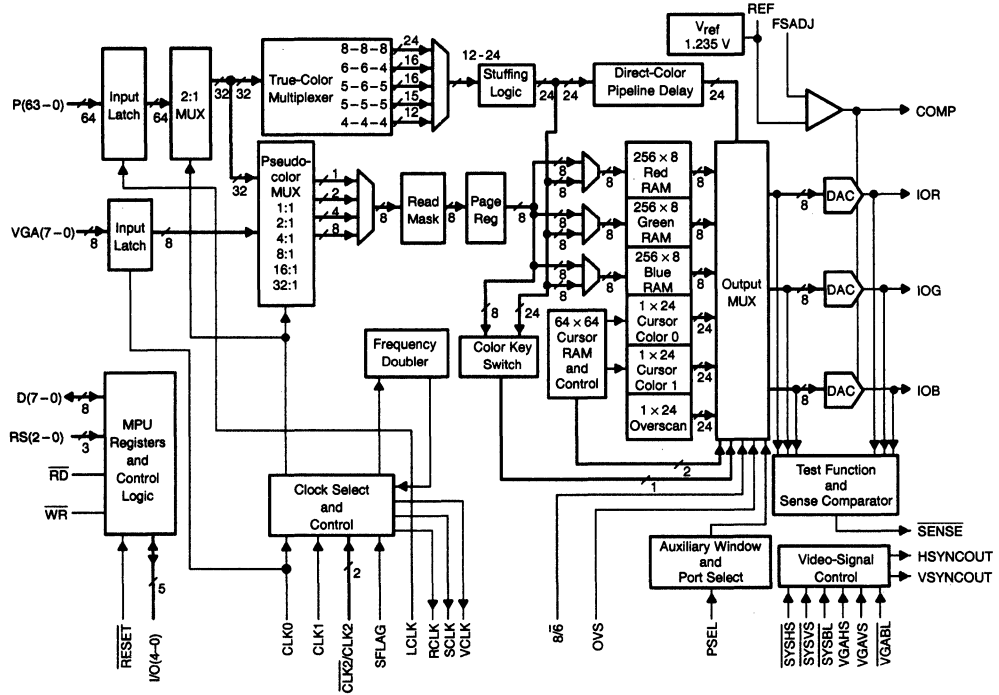 REF
FSADJ
Vref
1.235 V
P(63-0)
64
Input
Latch
64
2:1
MUX
32
32
32
True-Color
Multiplexer
8-8-8
6-6-4
5-6-5
5-5-5
4-4-4
24
16
16
15
12
12-24
Stuffing
Logic
24
24
Direct-Color
Pipeline Delay
24
COMP
VGA(7-0)
8
Input
Latch
8
Pseudo-
color
MUX
1:1
2:1
4:1
8:1
16:1
32:1
1
2
4
8
8
Read
Mask
8
Page
Reg
8
8
8
8
8
8
8
8
8
8
256 × 8
Red
RAM
256 × 8
Green
RAM
256 × 8
Blue
RAM
1 × 24
Cursor
Color 0
1 × 24
Cursor
Color 1
1 × 24
Overscan
8
8
8
24
24
24
Output
MUX
8
DAC
IOR
8
DAC
IOG
8
DAC
IOB
8
24
Color Key
Switch
64 × 64
Cursor
RAM
and
Control
2
1
Frequency
Doubler
D(7-0)
8
RS(2-0)
3
RD
WR
MPU
Registers
and
Control
Logic
5
Clock Select
and
Control
2
Test Function
and
Sense Comparator
SENSE
Auxiliary Window
and
Port Select
Video-Signal
Control
HSYNCOUT
VSYNCOUT
RESET
I/O(4-0)
CLK0
CLK1
CLK2/CLK2
SFLAG
LCLK
RCLK
SCLK
VCLK
8/6
OVS
PSEL
SYSHS
SYSVS
SYSBL
VGAHS
VGAVS
VGABL